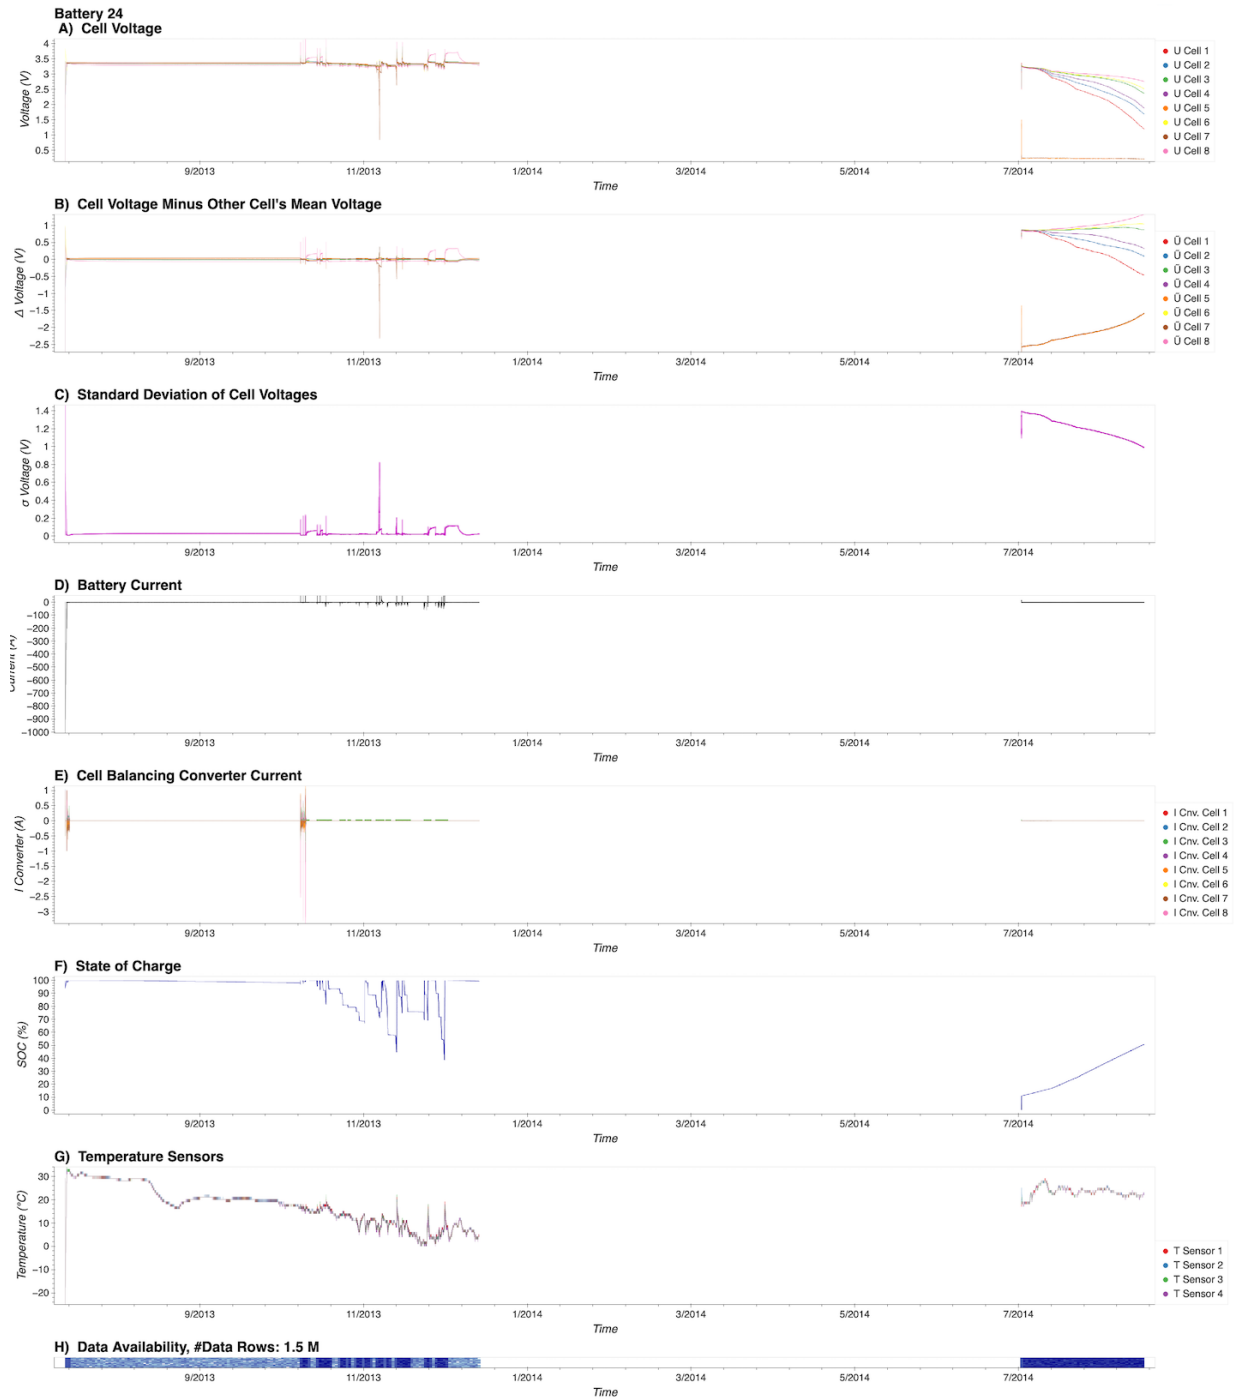 Battery 24
A) Cell Voltage
4
3.5
3
2.5
2
1.5
1
0.5
Voltage (V)
9/2013 11/2013 1/2014 3/2014 5/2014 7/2014
Time
U Cell 1
U Cell 2
U Cell 3
U Cell 4
U Cell 5
U Cell 6
U Cell 7
U Cell 8
B) Cell Voltage Minus Other Cell's Mean Voltage
1
0.5
0
−0.5
−1
−1.5
−2
−2.5
Δ Voltage (V)
9/2013 11/2013 1/2014 3/2014 5/2014 7/2014
Time
Ū Cell 1
Ū Cell 2
Ū Cell 3
Ū Cell 4
Ū Cell 5
Ū Cell 6
Ū Cell 7
Ū Cell 8
C) Standard Deviation of Cell Voltages
1.4
1.2
1
0.8
0.6
0.4
0.2
0
σ Voltage (V)
9/2013 11/2013 1/2014 3/2014 5/2014 7/2014
Time
D) Battery Current
0
−100
−200
−300
−400
−500
−600
−700
−800
−900
−1000
Current (A)
9/2013 11/2013 1/2014 3/2014 5/2014 7/2014
Time
E) Cell Balancing Converter Current
1
0.5
0
−0.5
−1
−1.5
−2
−2.5
−3
I Converter (A)
9/2013 11/2013 1/2014 3/2014 5/2014 7/2014
Time
I Cnv. Cell 1
I Cnv. Cell 2
I Cnv. Cell 3
I Cnv. Cell 4
I Cnv. Cell 5
I Cnv. Cell 6
I Cnv. Cell 7
I Cnv. Cell 8
F) State of Charge
100
90
80
70
60
50
40
30
20
10
0
SOC (%)
9/2013 11/2013 1/2014 3/2014 5/2014 7/2014
Time
G) Temperature Sensors
30
20
10
0
−10
−20
Temperature (°C)
9/2013 11/2013 1/2014 3/2014 5/2014 7/2014
Time
T Sensor 1
T Sensor 2
T Sensor 3
T Sensor 4
H) Data Availability, #Data Rows: 1.5 M
9/2013 11/2013 1/2014 3/2014 5/2014 7/2014
Time